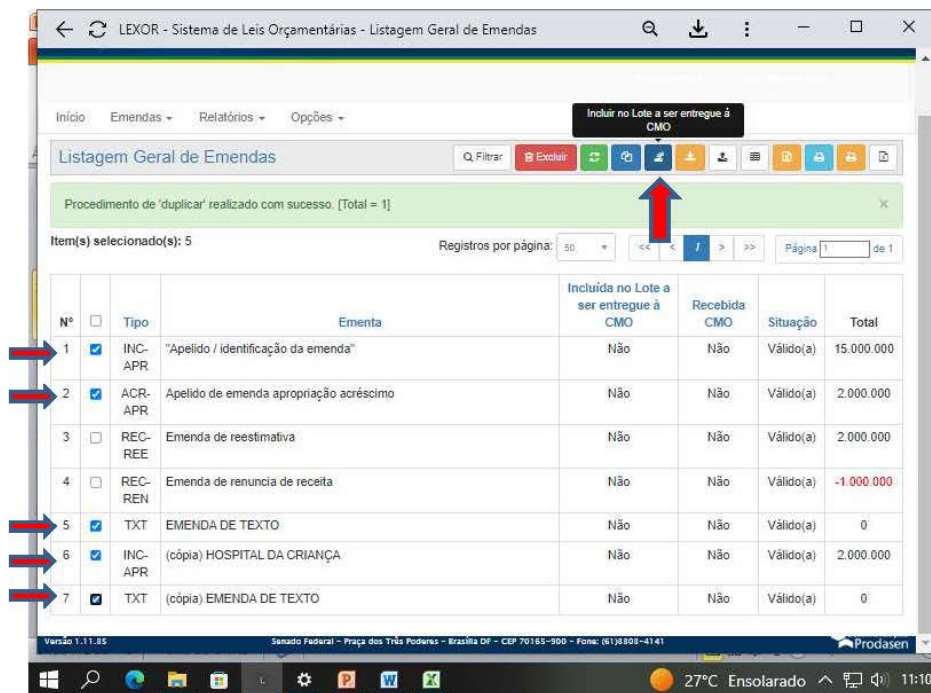 LEXOR - Sistema de Leis Orçamentárias - Listagem Geral de Emendas
Início Emendas Relatórios Opções
Incluir no Lote a ser entregue à
CMO
Listagem Geral de Emendas Filtrar Excluir
Procedimento de 'duplicar' realizado com sucesso. [Total = 1] ×
Item(s) selecionado(s): 5 Registros por página: 50 << < 1 > >> Página 1 de 1
Nº Tipo Ementa Incluída no Lote a ser entregue à CMO Recebida CMO Situação Total
1 INC-APR "Apelido / identificação da emenda" Não Não Válido(a) 15.000.000
2 ACR-APR Apelido de emenda apropriação acréscimo Não Não Válido(a) 2.000.000
3 REC-REE Emenda de reestimativa Não Não Válido(a) 2.000.000
4 REC-REN Emenda de renuncia de receita Não Não Válido(a) -1.000.000
5 TXT EMENDA DE TEXTO Não Não Válido(a) 0
6 INC-APR (cópia) HOSPITAL DA CRIANÇA Não Não Válido(a) 2.000.000
7 TXT (cópia) EMENDA DE TEXTO Não Não Válido(a) 0
Versão 1.11.85 Senado Federal - Praça dos Três Poderes - Brasília DF - CEP 70165-900 - Fone: (61)3303-4141 Prodasen
L P W X 27°C Ensolarado 11:10